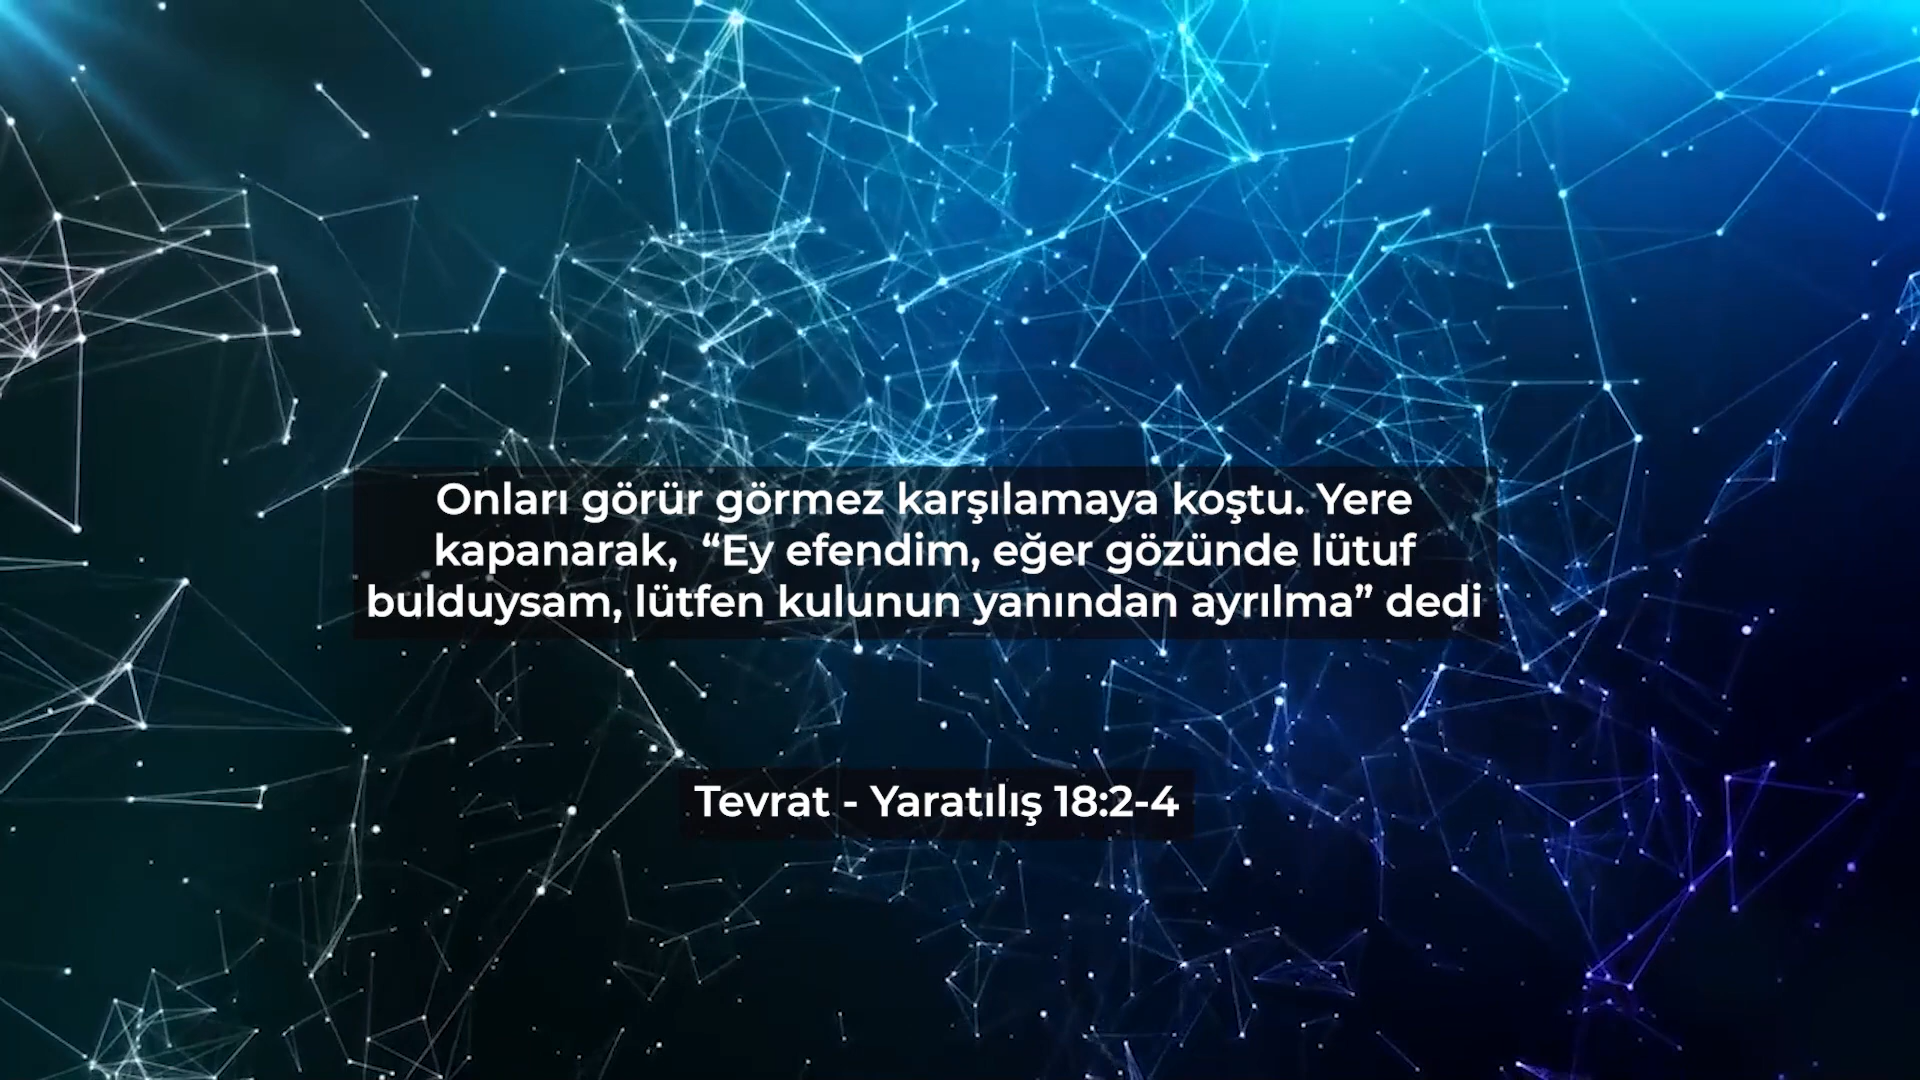 Onları görür görmez karşılamaya koştu. Yere
kapanarak,  “Ey efendim, eğer gözünde lütuf
bulduysam, lütfen kulunun yanından ayrılma” dedi
Tevrat - Yaratılış 18:2-4